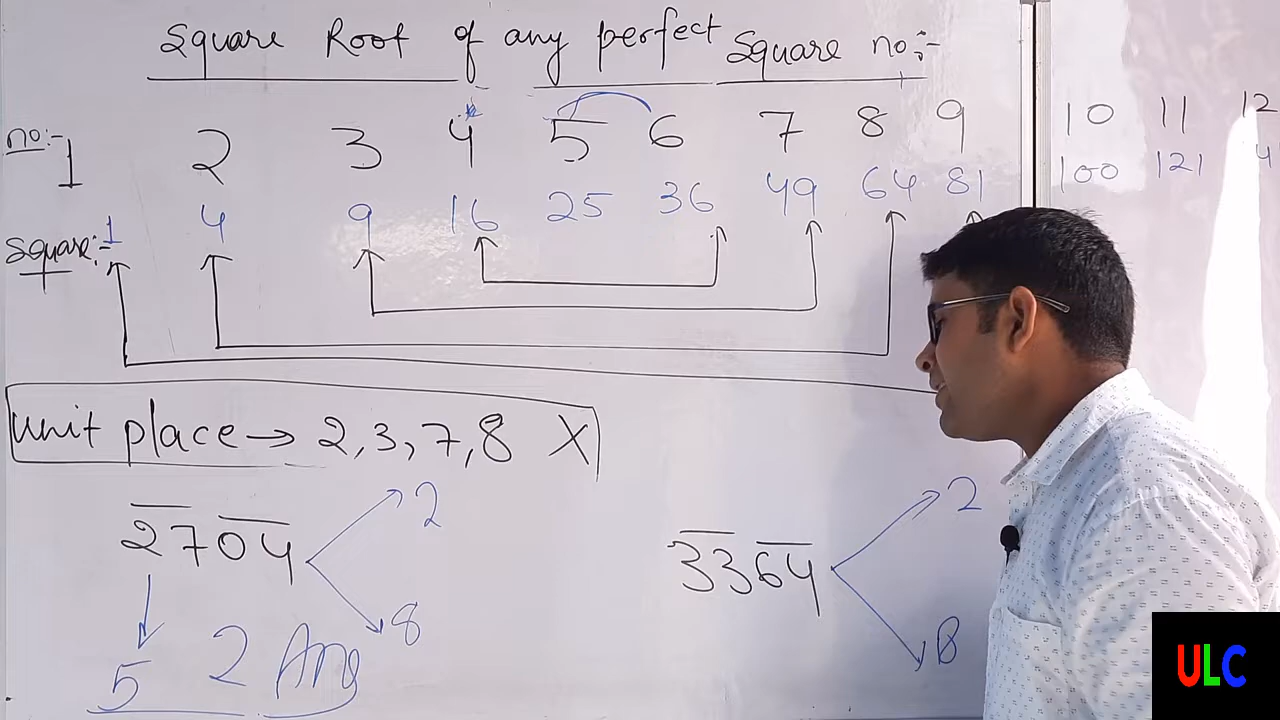 Square Root of any perfect Square no:-
no:- 1 2 3 4 5 6 7 8 9 10 11 12
Square:- 1 4 9 16 25 36 49 64 81 100 121
Unit place → 2,3,7,8 X
2704
2
8
5 2 Ans
3364
2
8
ULC